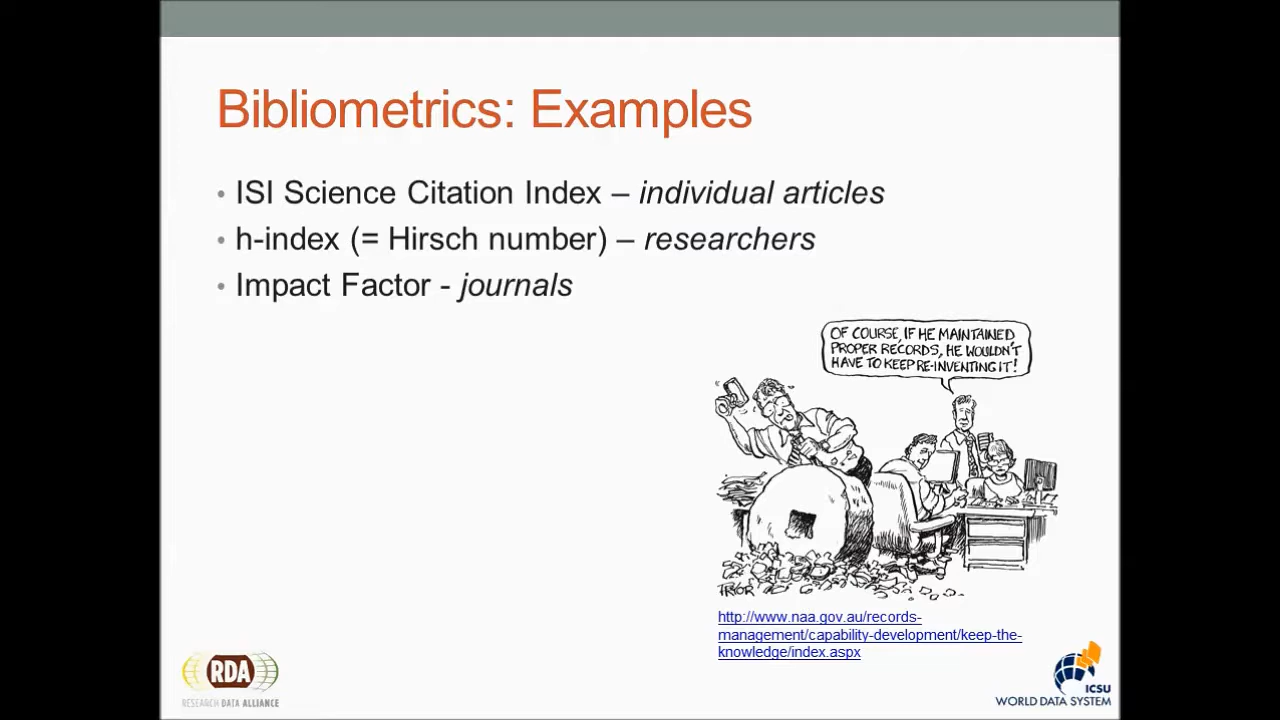 Bibliometrics: Examples
• ISI Science Citation Index – individual articles
• h-index (= Hirsch number) – researchers
• Impact Factor - journals
OF COURSE, IF HE MAINTAINED
PROPER RECORDS, HE WOULDN'T
HAVE TO KEEP RE-INVENTING IT!
PRYOR
http://www.naa.gov.au/records-
management/capability-development/keep-the-
knowledge/index.aspx
RDA
RESEARCH DATA ALLIANCE
ICSU
WORLD DATA SYSTEM